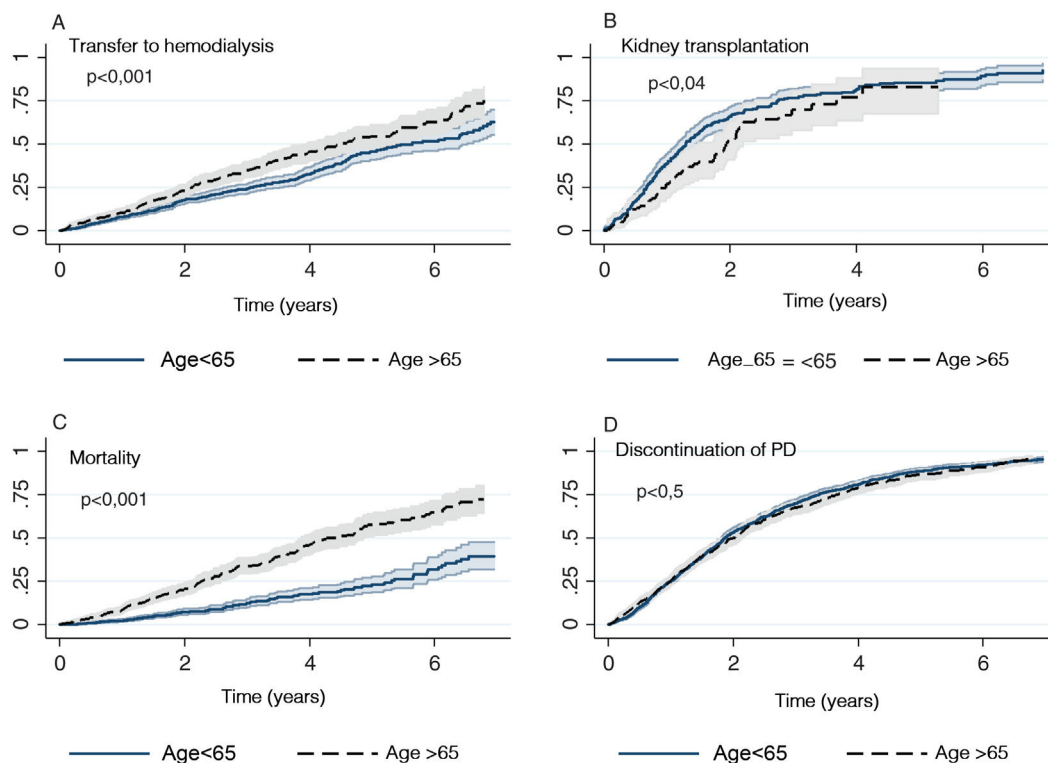 A
Transfer to hemodialysis
p<0,001
1
.75
.5
.25
0
0 2 4 6
Time (years)
Age<65 Age >65
B
Kidney transplantation
p<0,04
1
.75
.5
.25
0
0 2 4 6
Time (years)
Age_65 = <65 Age >65
C
Mortality
p<0,001
1
.75
.5
.25
0
0 2 4 6
Time (years)
Age<65 Age >65
D
Discontinuation of PD
p<0,5
1
.75
.5
.25
0
0 2 4 6
Time (years)
Age<65 Age >65